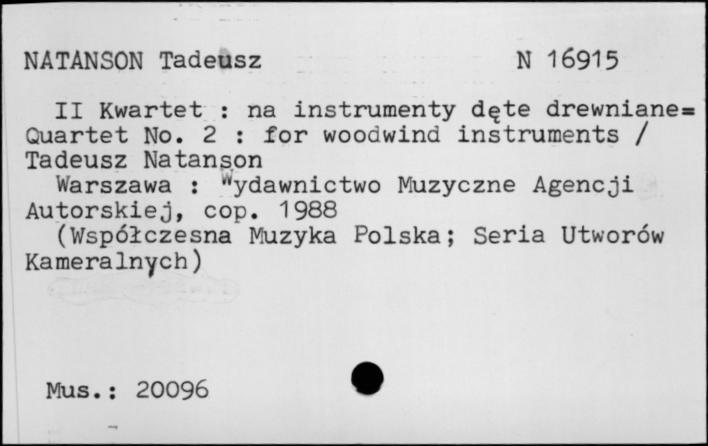 NATANSON Tadeusz N 16915
II Kwartet : na instrumenty dęte drewniane=
Quartet No. 2 : for woodwind instruments /
Tadeusz Natanson
Warszawa : Wydawnictwo Muzyczne Agencji
Autorskiej, cop. 1988
(Współczesna Muzyka Polska; Seria Utworów
Kameralnych)
Mus.: 20096